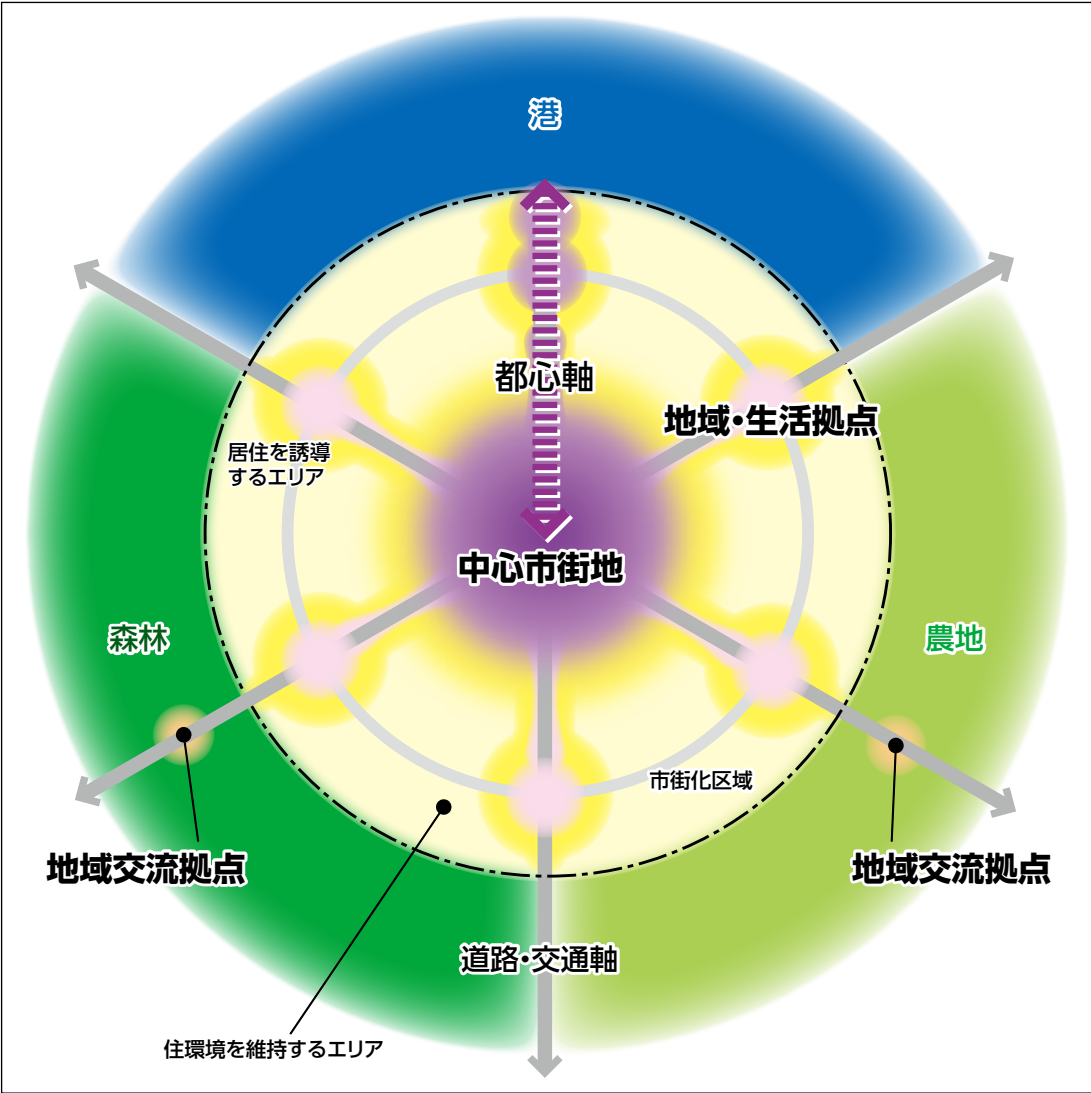 港
都心軸
地域・生活拠点
居住を誘導
するエリア
中心市街地
森林
農地
市街化区域
地域交流拠点
地域交流拠点
道路・交通軸
住環境を維持するエリア